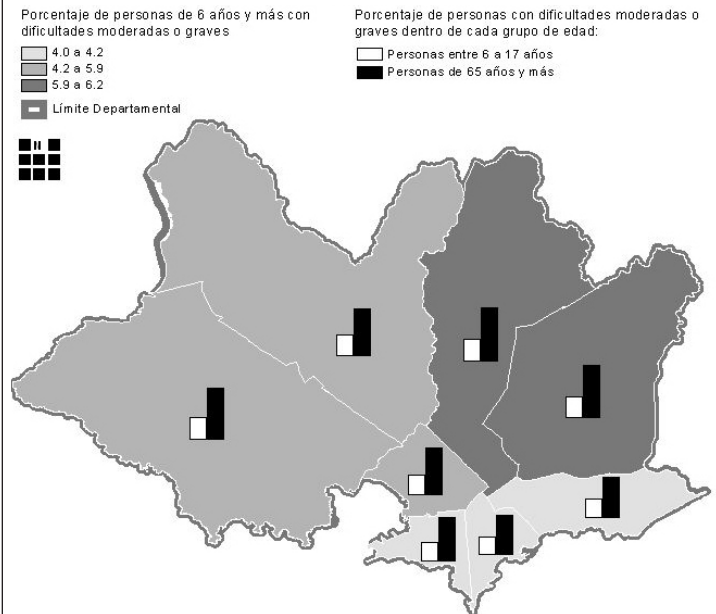 Porcentaje de personas de 6 años y más con
dificultades moderadas o graves
4.0 a 4.2
4.2 a 5.9
5.9 a 6.2
Límite Departamental
Porcentaje de personas con dificultades moderadas o
graves dentro de cada grupo de edad:
Personas entre 6 a 17 años
Personas de 65 años y más